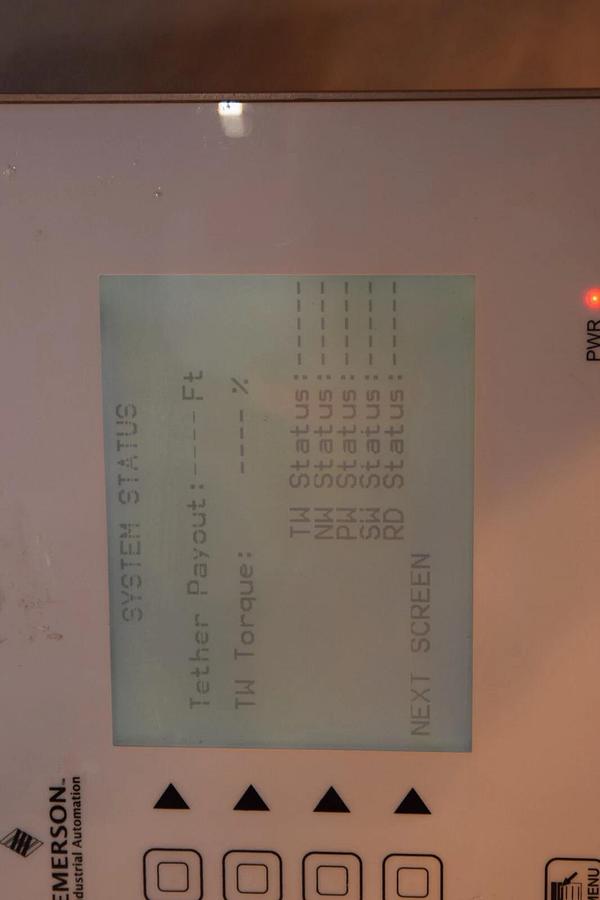 SYSTEM STATUS
Tether Payout:----Ft
TW Torque: ----%
TW Status:-----
NW Status:-----
PW Status:-----
SW Status:-----
RD Status:-----
NEXT SCREEN
PWR
EMERSON
Industrial Automation
MENU